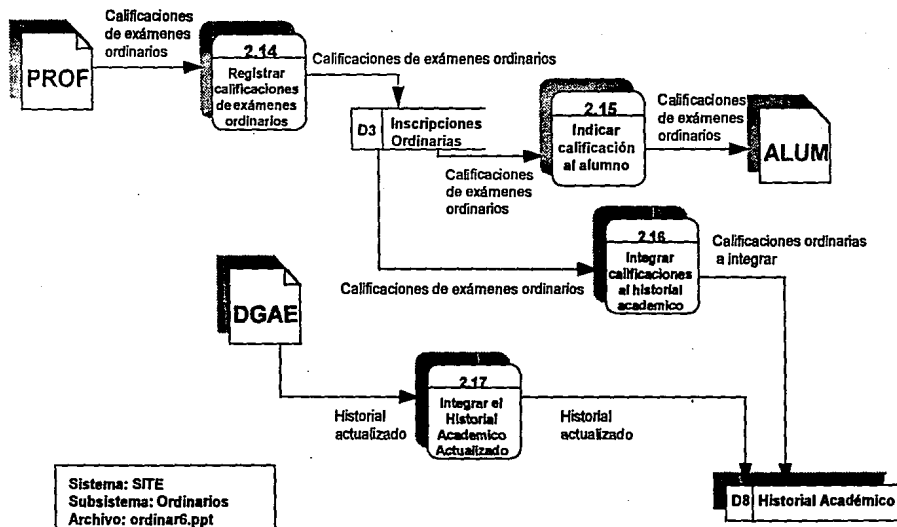 Calificaciones
de exámenes
ordinarios
PROF
2.14
Registrar
calificaciones
de exámenes
ordinarios
Calificaciones de exámenes ordinarios
D3 Inscripciones
Ordinarias
Calificaciones
de exámenes
ordinarios
2.15
Indicar
calificación
al alumno
Calificaciones
de exámenes
ordinarios
ALUM
Calificaciones de exámenes ordinarios
2.16
Integrar
calificaciones
al historial
academico
Calificaciones ordinarias
a integrar
DGAE
Historial
actualizado
2.17
Integrar el
Historial
Academico
Actualizado
Historial
actualizado
D8 Historial Académico
Sistema: SITE
Subsistema: Ordinarios
Archivo: ordinar6.ppt